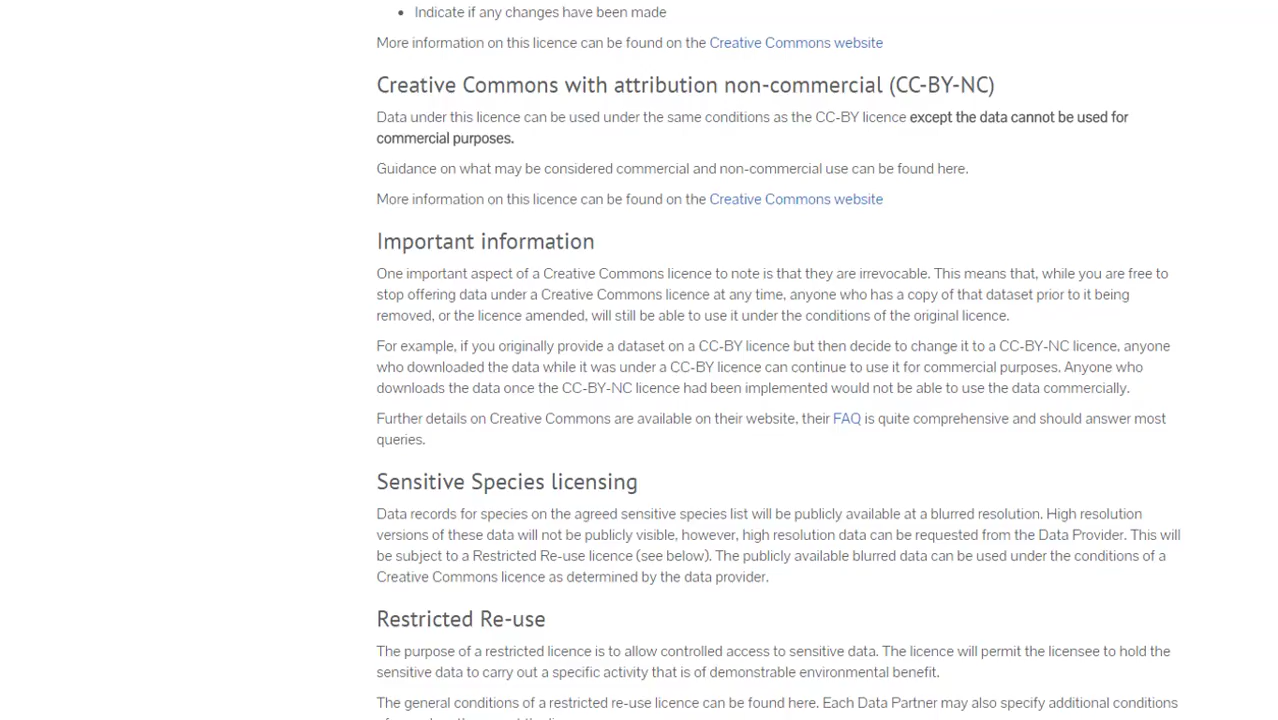 • Indicate if any changes have been made
More information on this licence can be found on the Creative Commons website
Creative Commons with attribution non-commercial (CC-BY-NC)
Data under this licence can be used under the same conditions as the CC-BY licence except the data cannot be used for
commercial purposes.
Guidance on what may be considered commercial and non-commercial use can be found here.
More information on this licence can be found on the Creative Commons website
Important information
One important aspect of a Creative Commons licence to note is that they are irrevocable. This means that, while you are free to
stop offering data under a Creative Commons licence at any time, anyone who has a copy of that dataset prior to it being
removed, or the licence amended, will still be able to use it under the conditions of the original licence.
For example, if you originally provide a dataset on a CC-BY licence but then decide to change it to a CC-BY-NC licence, anyone
who downloaded the data while it was under a CC-BY licence can continue to use it for commercial purposes. Anyone who
downloads the data once the CC-BY-NC licence had been implemented would not be able to use the data commercially.
Further details on Creative Commons are available on their website, their FAQ is quite comprehensive and should answer most
queries.
Sensitive Species licensing
Data records for species on the agreed sensitive species list will be publicly available at a blurred resolution. High resolution
versions of these data will not be publicly visible, however, high resolution data can be requested from the Data Provider. This will
be subject to a Restricted Re-use licence (see below). The publicly available blurred data can be used under the conditions of a
Creative Commons licence as determined by the data provider.
Restricted Re-use
The purpose of a restricted licence is to allow controlled access to sensitive data. The licence will permit the licensee to hold the
sensitive data to carry out a specific activity that is of demonstrable environmental benefit.
The general conditions of a restricted re-use licence can be found here. Each Data Partner may also specify additional conditions